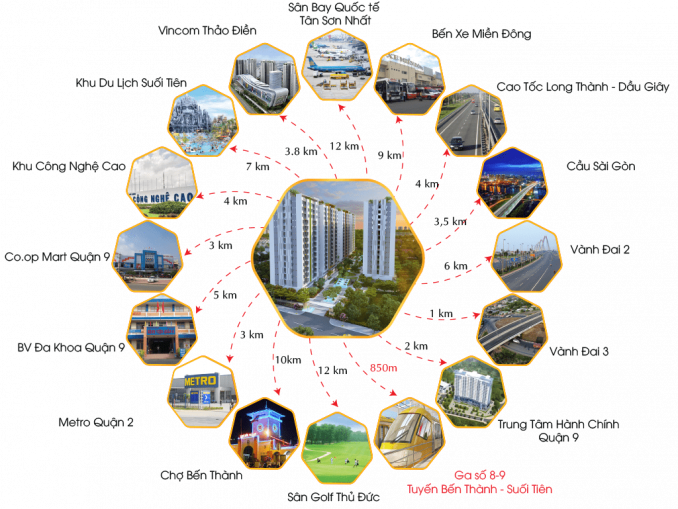 Sân Bay Quốc tế
Tân Sơn Nhất
Vincom Thảo Điền
Bến Xe Miền Đông
Khu Du Lịch Suối Tiên
Cao Tốc Long Thành - Dầu Giây
3.8 km
12 km
9 km
Khu Công Nghệ Cao
7 km
4 km
Cầu Sài Gòn
CÔNG NGHỆ CAO
4 km
3,5 km
Co.op Mart Quận 9
3 km
6 km
Vành Đai 2
5 km
1 km
BV Đa Khoa Quận 9
3 km
2 km
Vành Đai 3
10km
12 km
850m
METRO
Metro Quận 2
Trung Tâm Hành Chính
Quận 9
Chợ Bến Thành
Sân Golf Thủ Đức
Ga số 8-9
Tuyến Bến Thành - Suối Tiên